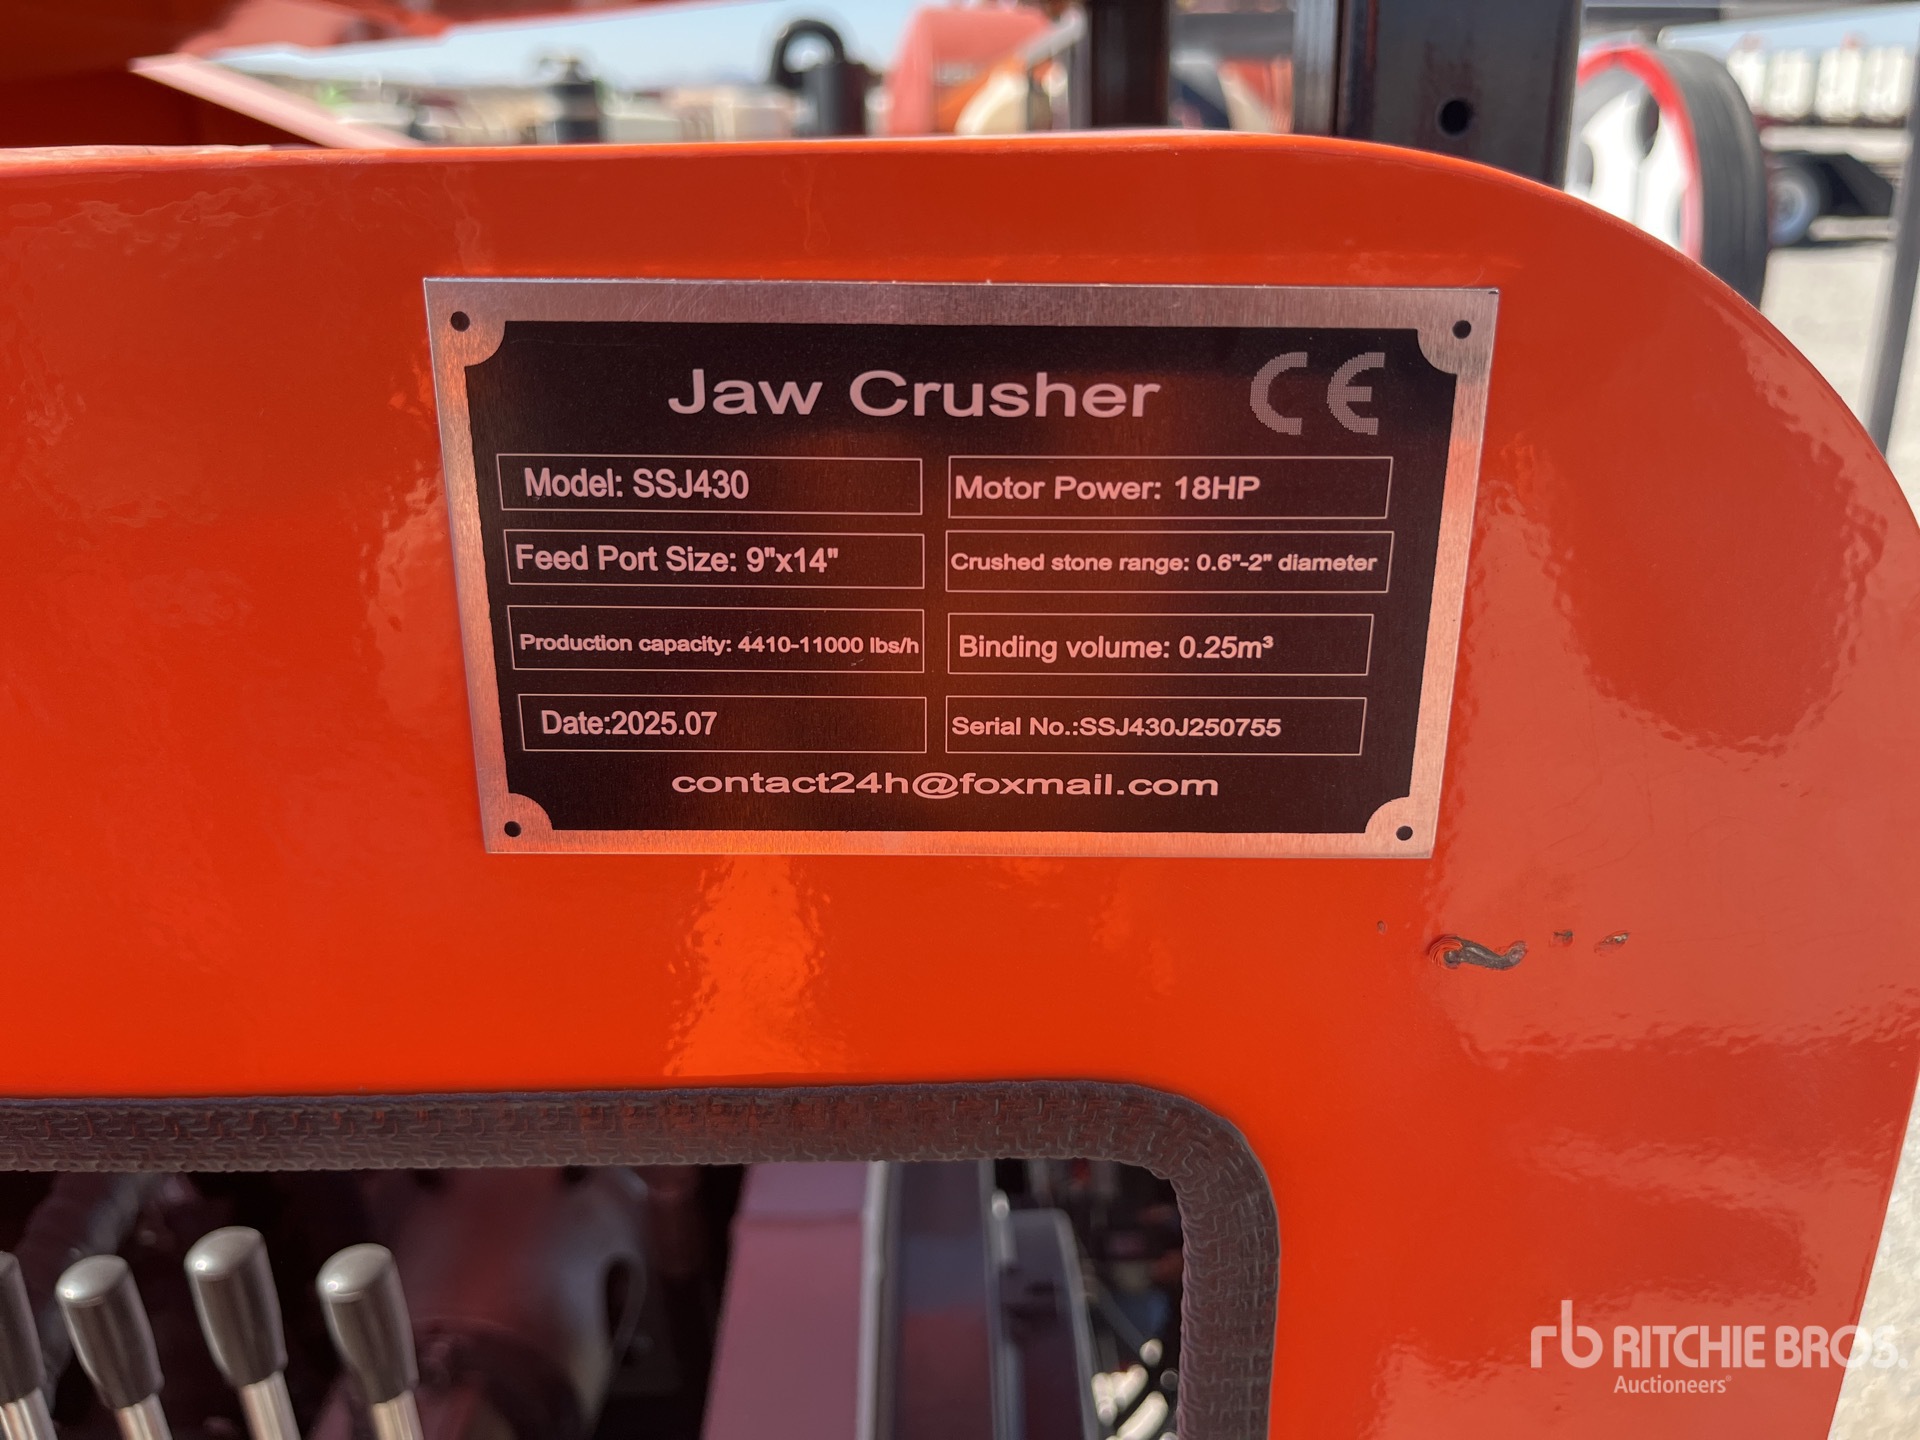 Jaw Crusher CE
Model: SSJ430
Motor Power: 18HP
Feed Port Size: 9"x14"
Crushed stone range: 0.6"-2" diameter
Production capacity: 4410-11000 lbs/h
Binding volume: 0.25m³
Date:2025.07
Serial No.:SSJ430J250755
contact24h@foxmail.com
rb RITCHIE BROS.
Auctioneers®